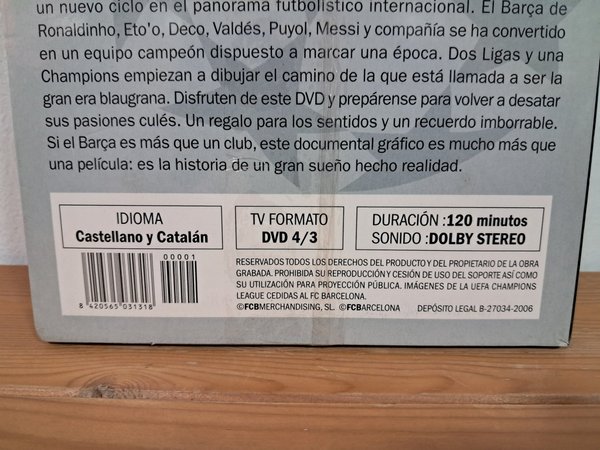 un nuevo ciclo en el panorama futbolístico internacional. El Barça de
Ronaldinho, Eto'o, Deco, Valdés, Puyol, Messi y compañía se ha convertido
en un equipo campeón dispuesto a marcar una época. Dos Ligas y una
Champions empiezan a dibujar el camino de la que está llamada a ser la
gran era blaugrana. Disfruten de este DVD y prepárense para volver a desatar
sus pasiones culés. Un regalo para los sentidos y un recuerdo imborrable.
Si el Barça es más que un club, este documental gráfico es mucho más que
una película: es la historia de un gran sueño hecho realidad.
IDIOMA
Castellano y Catalán
TV FORMATO
DVD 4/3
DURACIÓN :120 minutos
SONIDO :DOLBY STEREO
00001
8 420565 031318
RESERVADOS TODOS LOS DERECHOS DEL PRODUCTO Y DEL PROPIETARIO DE LA OBRA
GRABADA. PROHIBIDA SU REPRODUCCIÓN Y CESIÓN DE USO DEL SOPORTE ASÍ COMO
SU UTILIZACIÓN PARA PROYECCIÓN PÚBLICA. IMÁGENES DE LA UEFA CHAMPIONS
LEAGUE CEDIDAS AL FC BARCELONA.
©FCBMERCHANDISING, SL. ©FCBARCELONA
DEPÓSITO LEGAL B-27034-2006